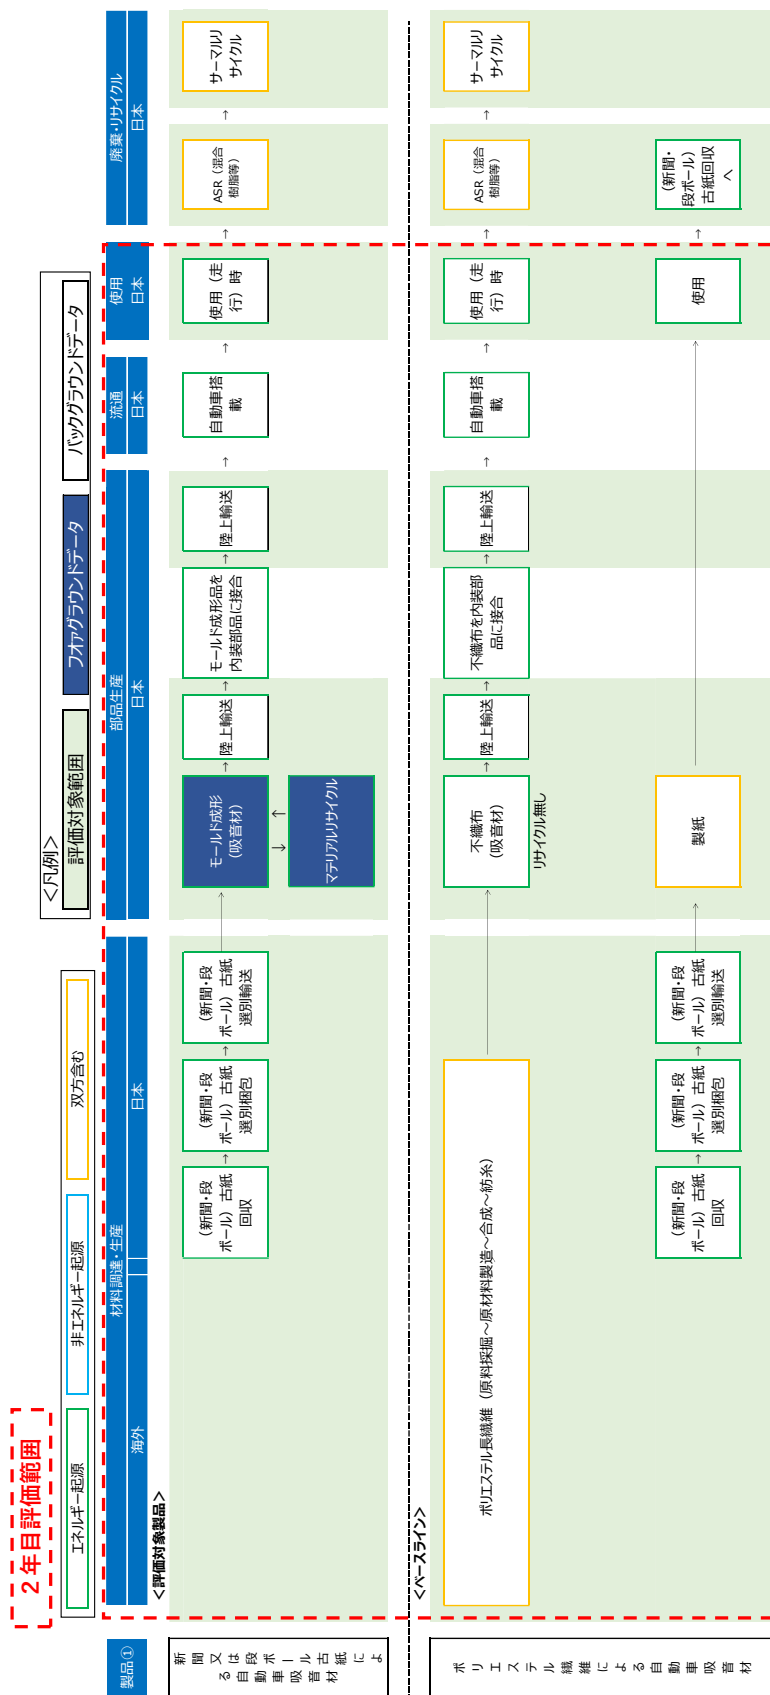 2年目評価範囲
エネルギー起源
非エネルギー起源
双方含む
<凡例>
評価対象範囲
フォアグラウンドデータ
バックグラウンドデータ
製品①
材料調達・生産
部品生産
流通
使用
廃棄・リサイクル
海外
日本
日本
日本
日本
日本
<評価対象製品>
新聞又は段ボール古紙によ
る自動車吸音材
(新聞・段
ボール)古紙
回収
→
(新聞・段
ボール)古紙
選別梱包
→
(新聞・段
ボール)古紙
選別輸送
モールド成形
(吸音材)
→
陸上輸送
→
モールド成形品を
内装部品に接合
→
陸上輸送
→
自動車搭
載
→
使用(走
行)時
→
ASR(混合
樹脂等)
→
サーマルリ
サイクル
↓
↑
マテリアルリサイクル
<ベースライン>
ポリエステル繊維による自動車吸音材
ポリエステル長繊維(原料採掘~原材料製造~合成~紡糸)
不織布
(吸音材)
リサイクル無し
→
陸上輸送
→
不織布を内装部
品に接合
→
陸上輸送
→
自動車搭
載
→
使用(走
行)時
→
ASR(混合
樹脂等)
→
サーマルリ
サイクル
(新聞・段
ボール)古紙
回収
→
(新聞・段
ボール)古紙
選別梱包
→
(新聞・段
ボール)古紙
選別輸送
製紙
使用
→
(新聞・
段ボール)
古紙回収
へ